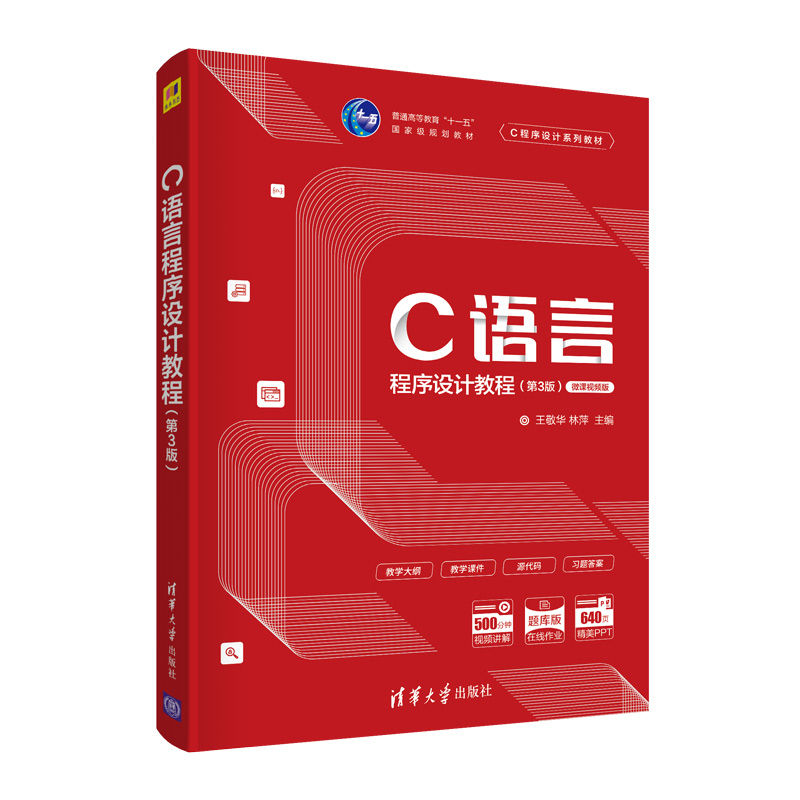 十一五
普通高等教育“十一五”
国家级规划教材
C程序设计系列教材
C语言
程序设计教程（第3版）
微课视频版
王敬华 林萍 主编
教学大纲
教学课件
源代码
习题答案
500分钟
视频讲解
题库版
在线作业
P
640页
精美PPT
清华大学出版社
C语言程序设计教程（第3版）
清华大学出版社